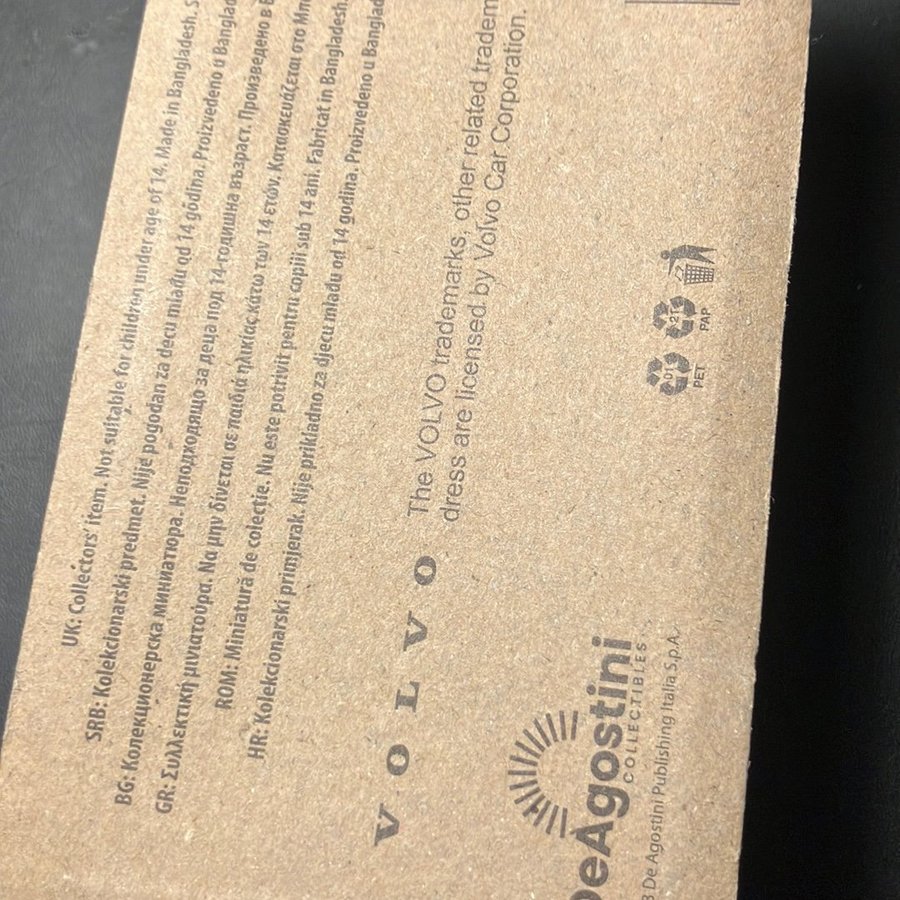 UK: Collectors' item. Not suitable for children under age of 14. Made in Bangladesh.
SRB: Kolekcionarski predmet. Nije pogodan za decu mlađu od 14 godina. Proizvedeno u
BG: Колекционерска миниатюра. Неподходящо за деца под 14-годишна възраст. Произведено в
GR: Συλλεκτική μινιατούρα. Να μην δίνεται σε παιδιά ηλικίας κάτω των 14 ετών. Κατασκευάζεται στο
ROM: Miniatură de colecție. Nu este potrivit pentru copiii sub 14 ani. Fabricat in Bangladesh.
HR: Kolekcionarski primjerak. Nije prikladno za djecu mlađu od 14 godina. Proizvedeno u
VOLVO
The VOLVO trademarks, other related
dress are licensed by Volvo Car Corporation.
01
PET
21
PAP
DeAgostini
COLLECTIBLES
De Agostini Publishing Italia S.p.A.